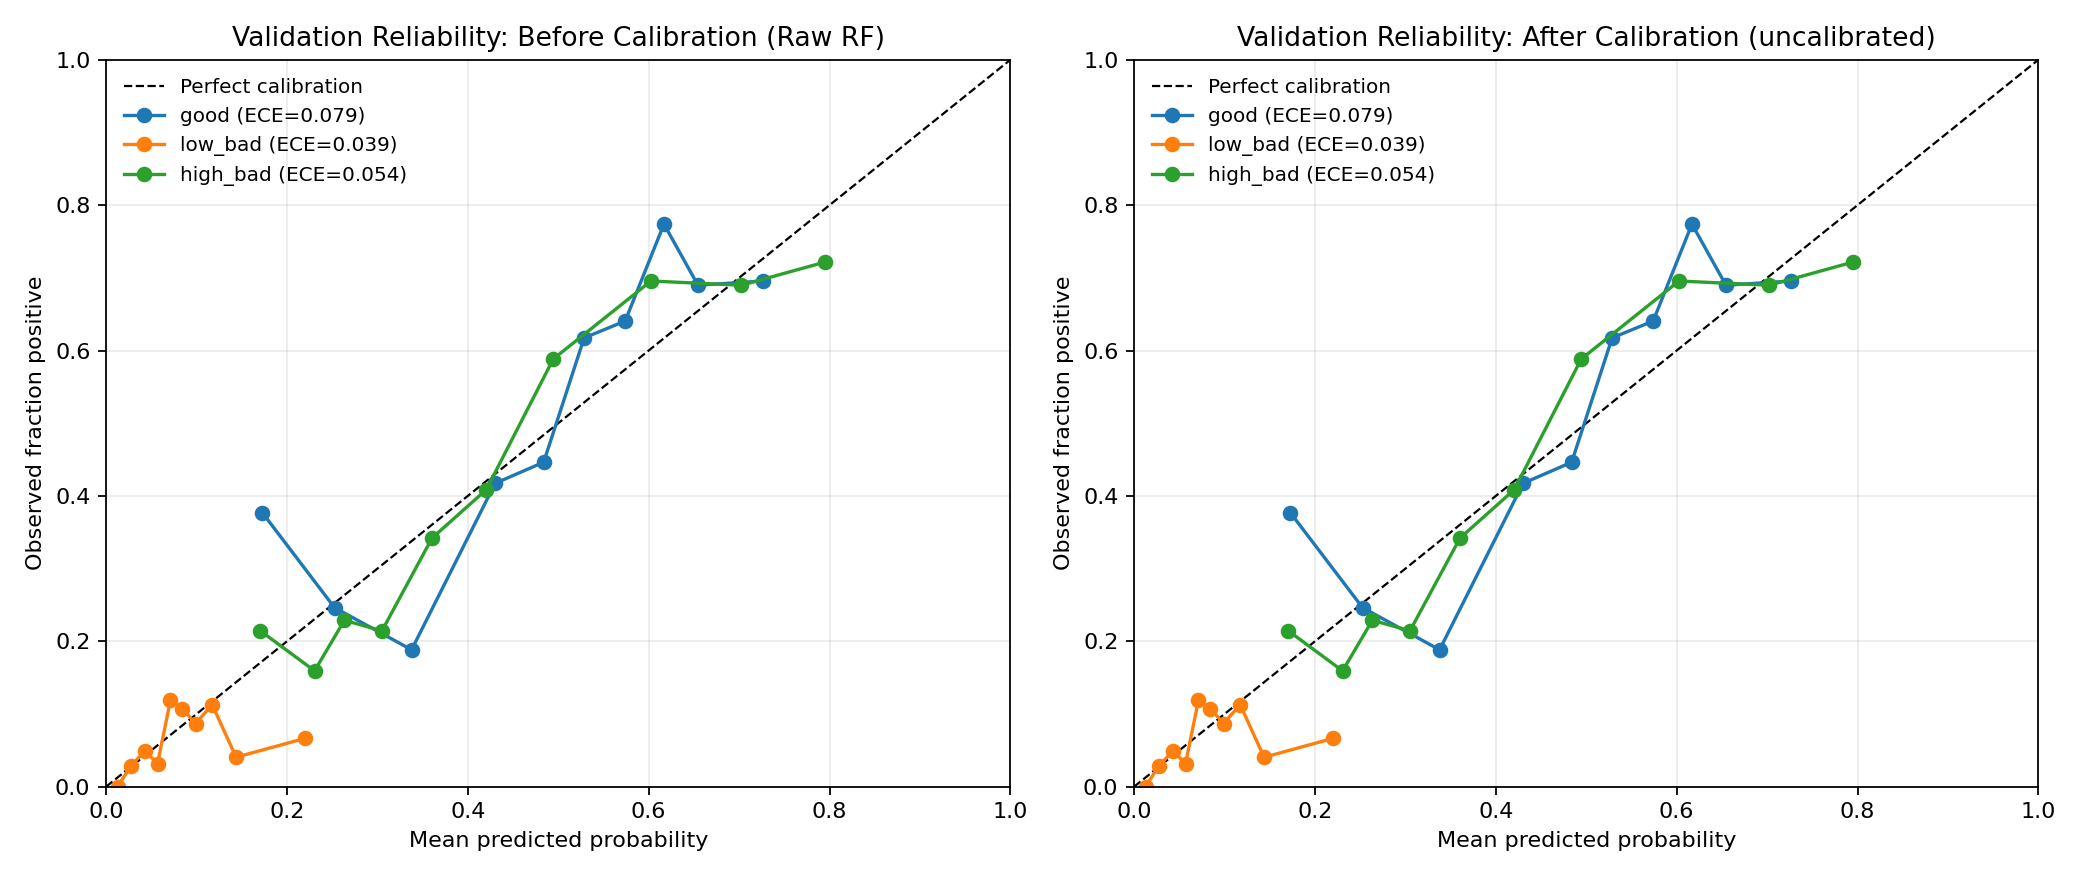 Validation Reliability: Before Calibration (Raw RF)
1.0
0.8
0.6
0.4
0.2
0.0
Observed fraction positive
Perfect calibration
good (ECE=0.079)
low_bad (ECE=0.039)
high_bad (ECE=0.054)
0.0 0.2 0.4 0.6 0.8 1.0
Mean predicted probability
Validation Reliability: After Calibration (uncalibrated)
1.0
0.8
0.6
0.4
0.2
0.0
Observed fraction positive
Perfect calibration
good (ECE=0.079)
low_bad (ECE=0.039)
high_bad (ECE=0.054)
0.0 0.2 0.4 0.6 0.8 1.0
Mean predicted probability